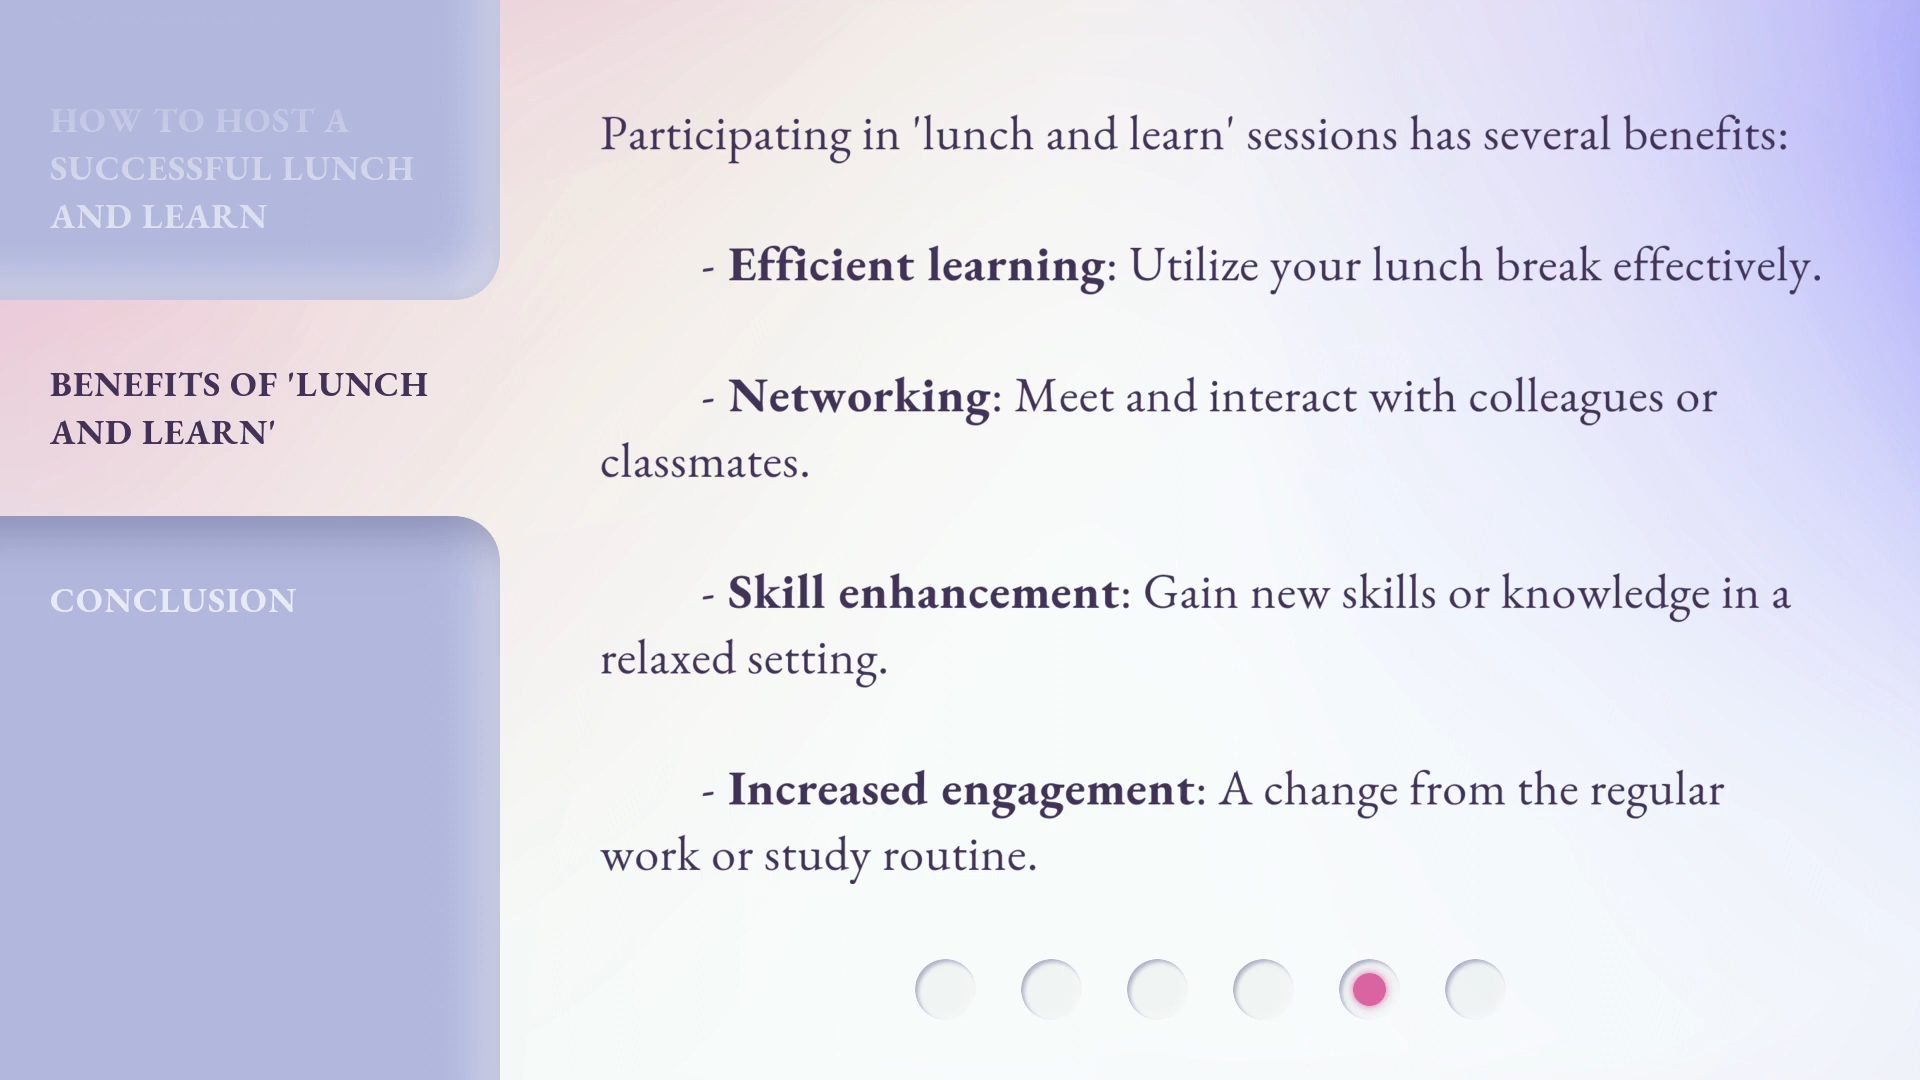 HOW TO HOST A
SUCCESSFUL LUNCH
AND LEARN
BENEFITS OF 'LUNCH
AND LEARN'
CONCLUSION
Participating in 'lunch and learn' sessions has several benefits:
- Efficient learning: Utilize your lunch break effectively.
- Networking: Meet and interact with colleagues or
classmates.
- Skill enhancement: Gain new skills or knowledge in a
relaxed setting.
- Increased engagement: A change from the regular
work or study routine.